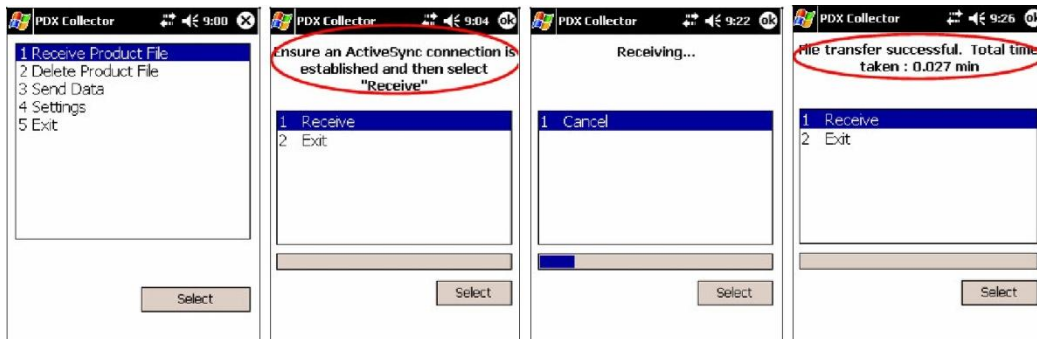 PDX Collector 9:00
1 Receive Product File
2 Delete Product File
3 Send Data
4 Settings
5 Exit
Select
PDX Collector 9:04 ok
Ensure an ActiveSync connection is
established and then select
"Receive"
1 Receive
2 Exit
Select
PDX Collector 9:22 ok
Receiving...
1 Cancel
Select
PDX Collector 9:26 ok
File transfer successful. Total time
taken : 0.027 min
1 Receive
2 Exit
Select